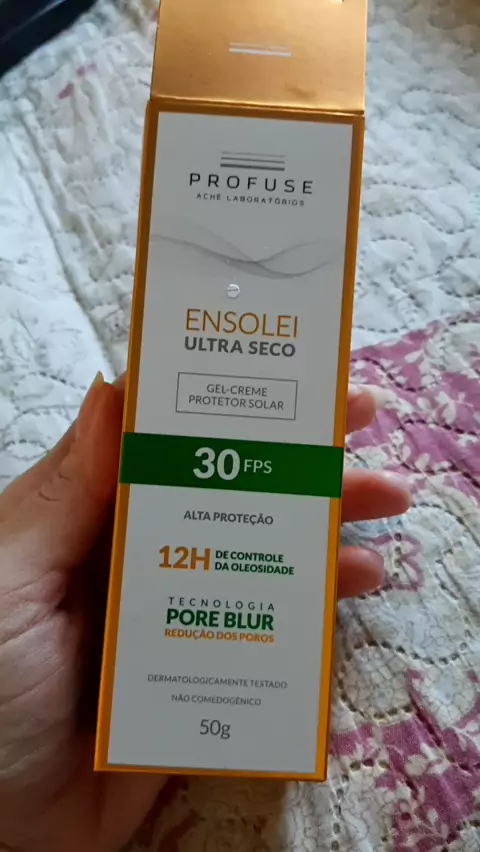 PROFUSE
ACHÉ LABORATÓRIOS
ENSOLEI
ULTRA SECO
GEL-CREME
PROTETOR SOLAR
30 FPS
ALTA PROTEÇÃO
12H DE CONTROLE
DA OLEOSIDADE
TECNOLOGIA
PORE BLUR
REDUÇÃO DOS POROS
DERMATOLOGICAMENTE TESTADO
NÃO COMEDOGÊNICO
50g